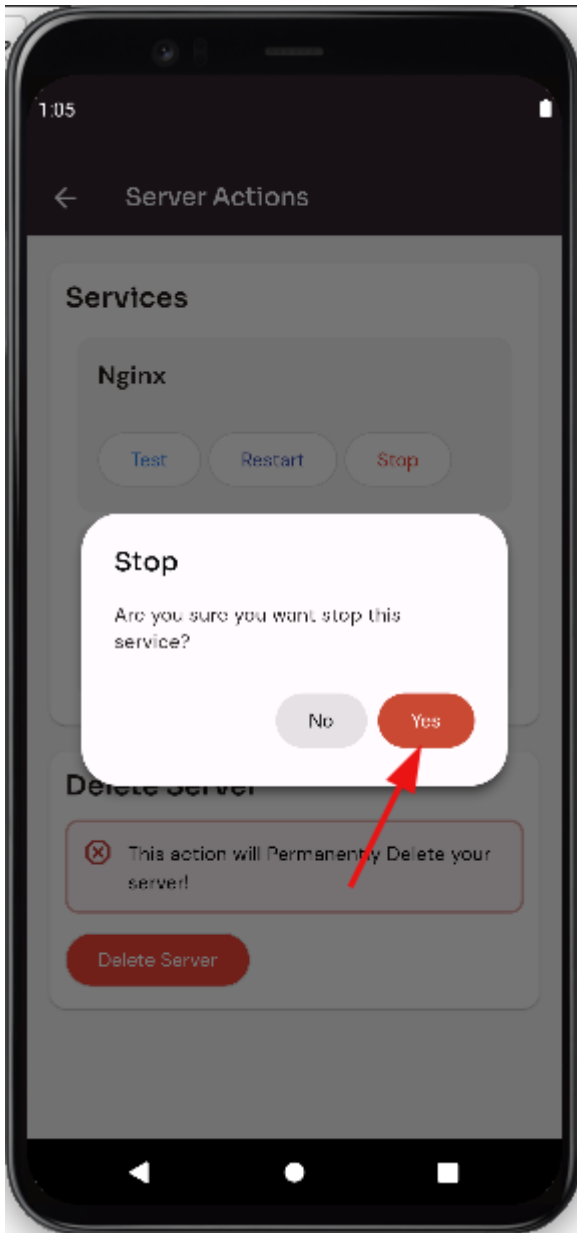 1:05
Server Actions
Services
Nginx
Test
Restart
Stop
Stop
Are you sure you want stop this
service?
No
Yes
Delete Server
This action will Permanently Delete your
server!
Delete Server